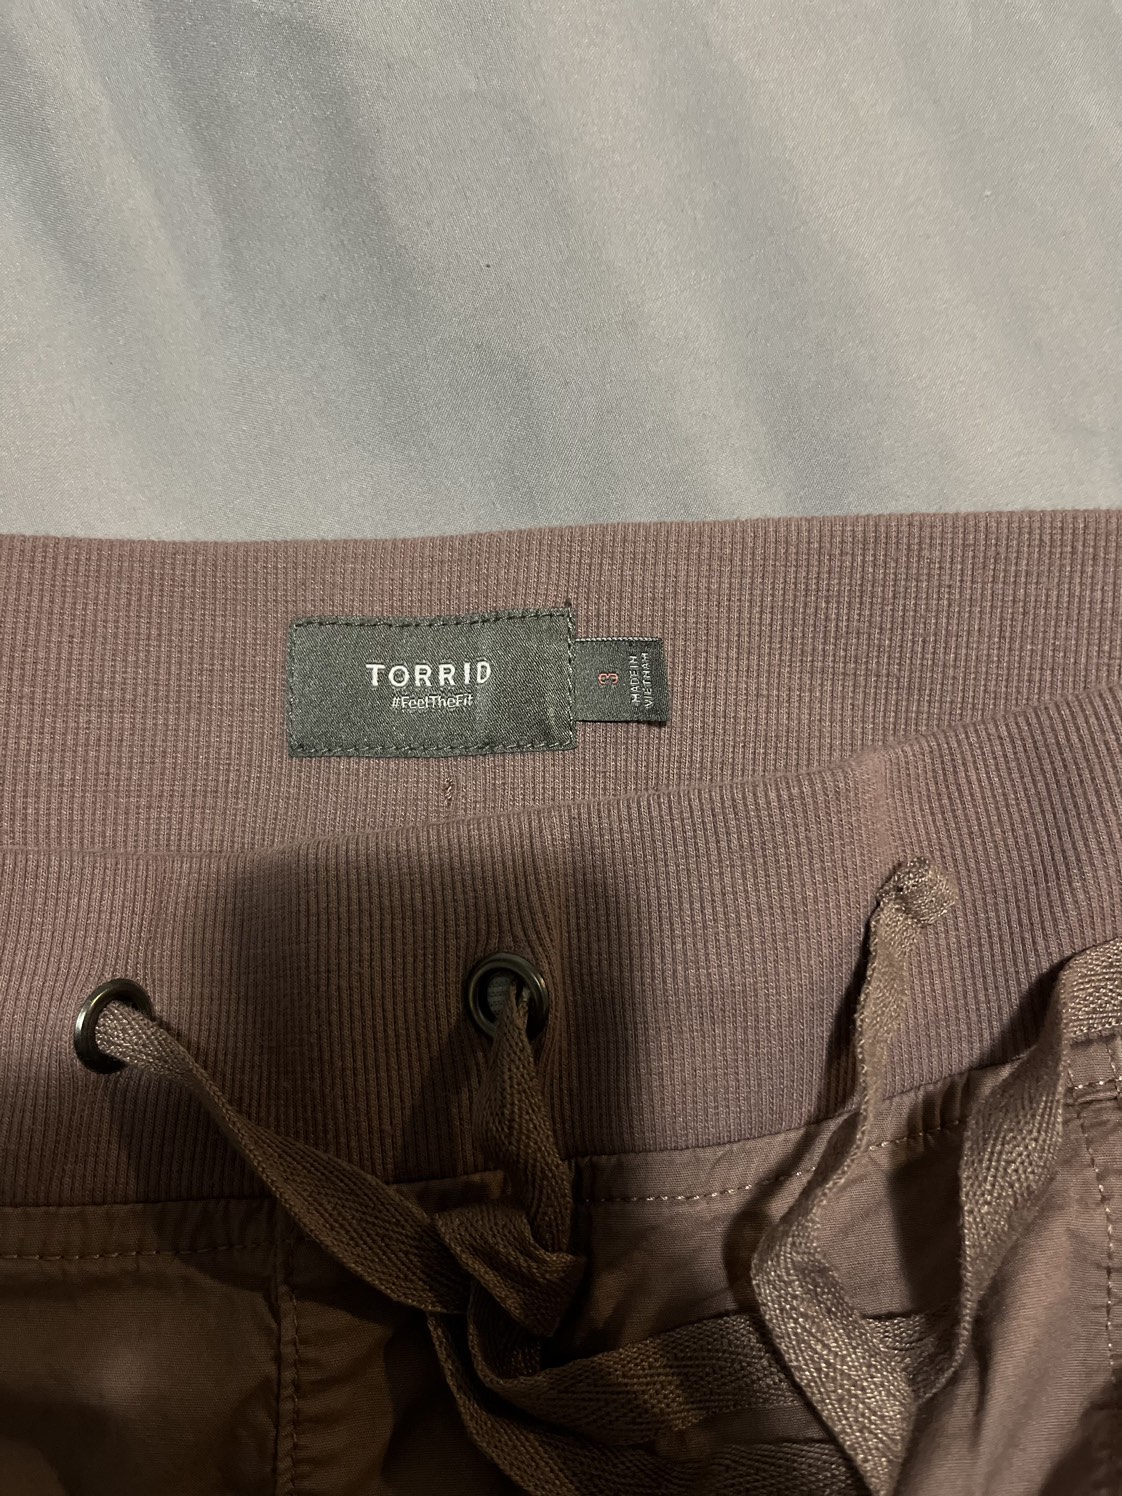 TORRID
#FeelTheFit
3
MADE IN
VIETNAM